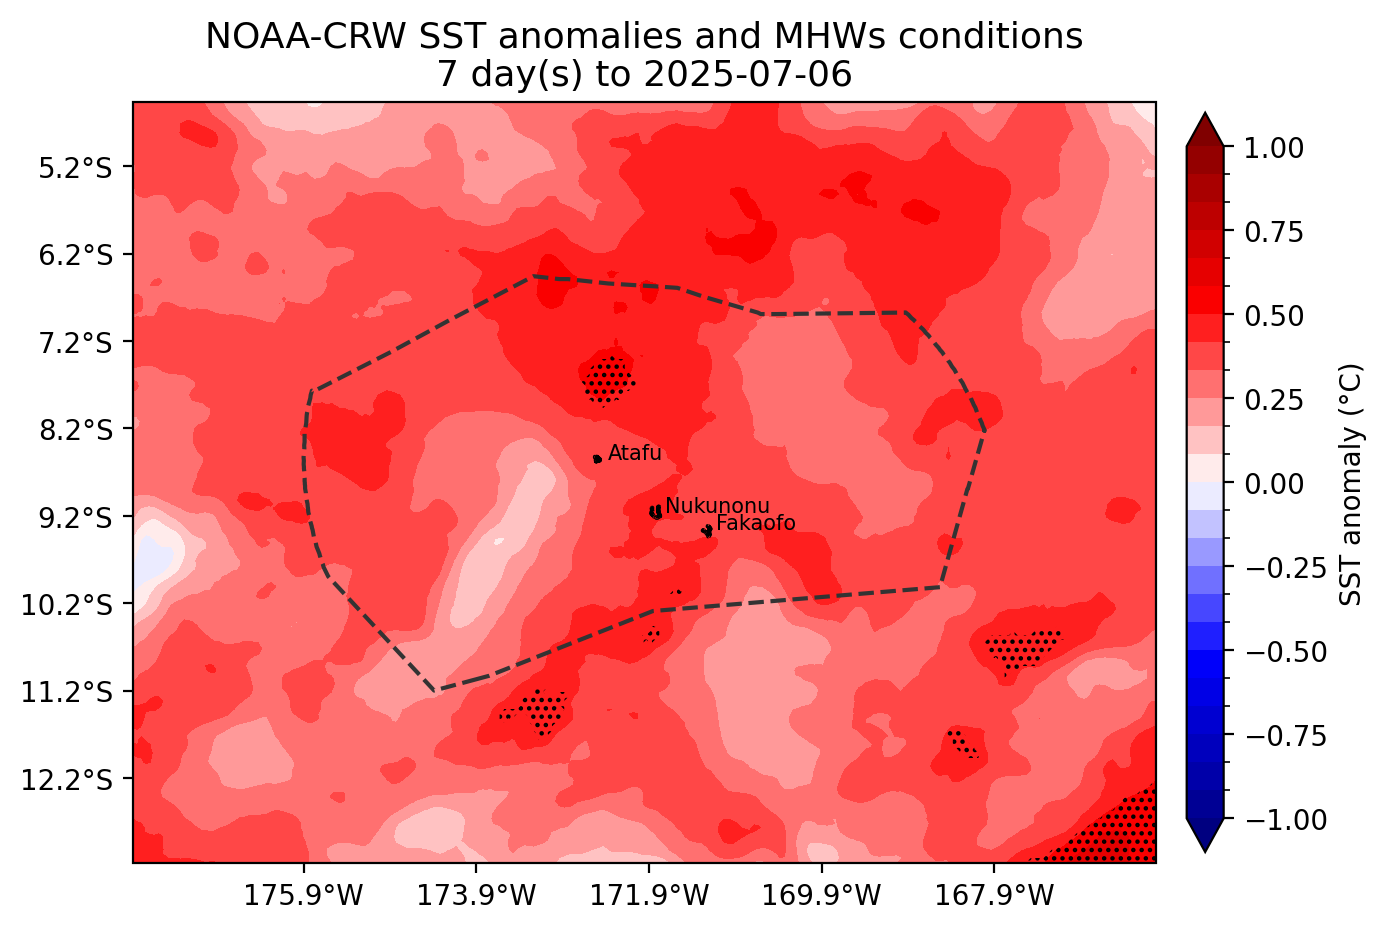 NOAA-CRW SST anomalies and MHWs conditions
7 day(s) to 2025-07-06
5.2°S
6.2°S
7.2°S
8.2°S
9.2°S
10.2°S
11.2°S
12.2°S
Atafu
Nukunonu
Fakaofo
175.9°W
173.9°W
171.9°W
169.9°W
167.9°W
1.00
0.75
0.50
0.25
0.00
−0.25
−0.50
−0.75
−1.00
SST anomaly (°C)